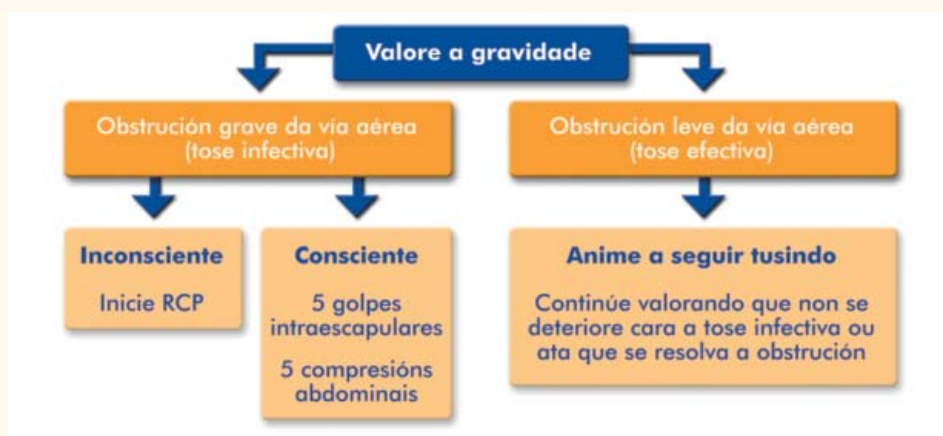 Valore a gravidade
Obstrución grave da vía aérea
(tose infectiva)
Obstrución leve da vía aérea
(tose efectiva)
Inconsciente
Inicie RCP
Consciente
5 golpes
intraescapulares
5 compresións
abdominais
Anime a seguir tusindo
Continúe valorando que non se
deteriore cara a tose infectiva ou
ata que se resolva a obstrución